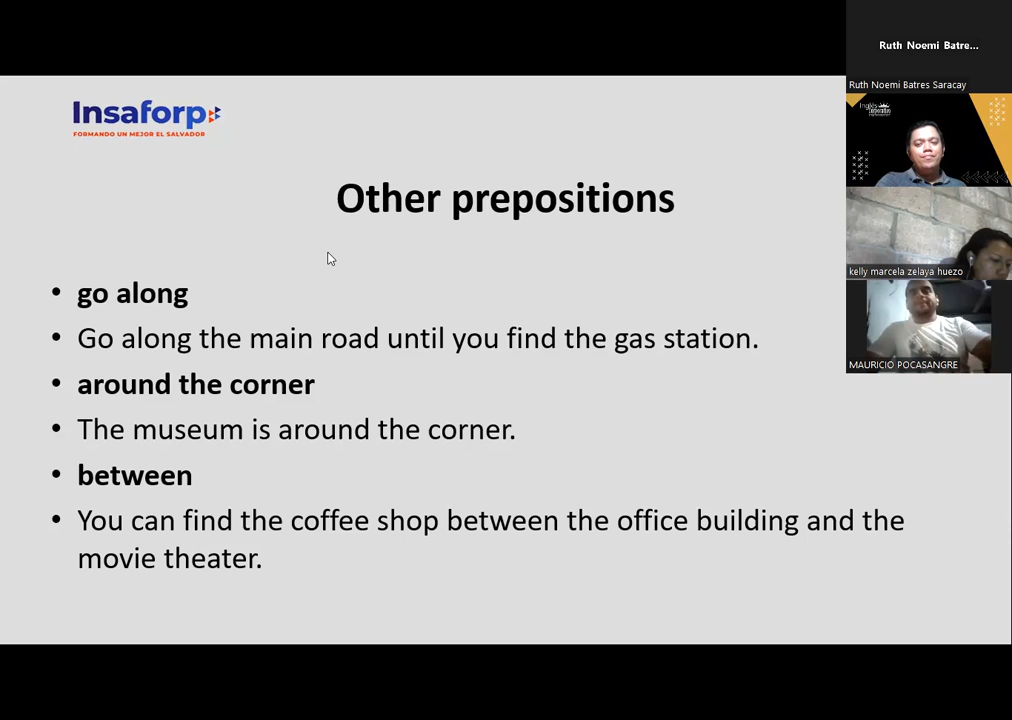 Ruth Noemi Batre...
Ruth Noemi Batres Saracay
Insaforp
FORMANDO UN MEJOR EL SALVADOR
Inglés
Corporativo
Other prepositions
kelly marcela zelaya huezo
• go along
• Go along the main road until you find the gas station.
MAURICIO POCASANGRE
• around the corner
• The museum is around the corner.
• between
• You can find the coffee shop between the office building and the
movie theater.